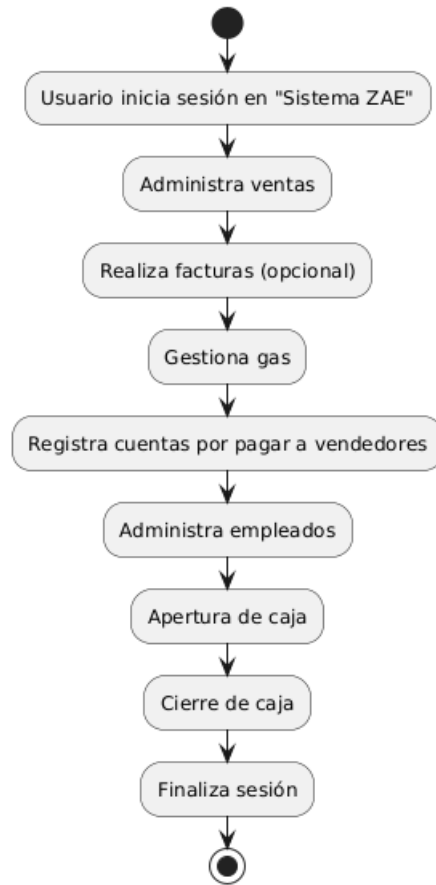 Usuario inicia sesión en "Sistema ZAE"
Administra ventas
Realiza facturas (opcional)
Gestiona gas
Registra cuentas por pagar a vendedores
Administra empleados
Apertura de caja
Cierre de caja
Finaliza sesión